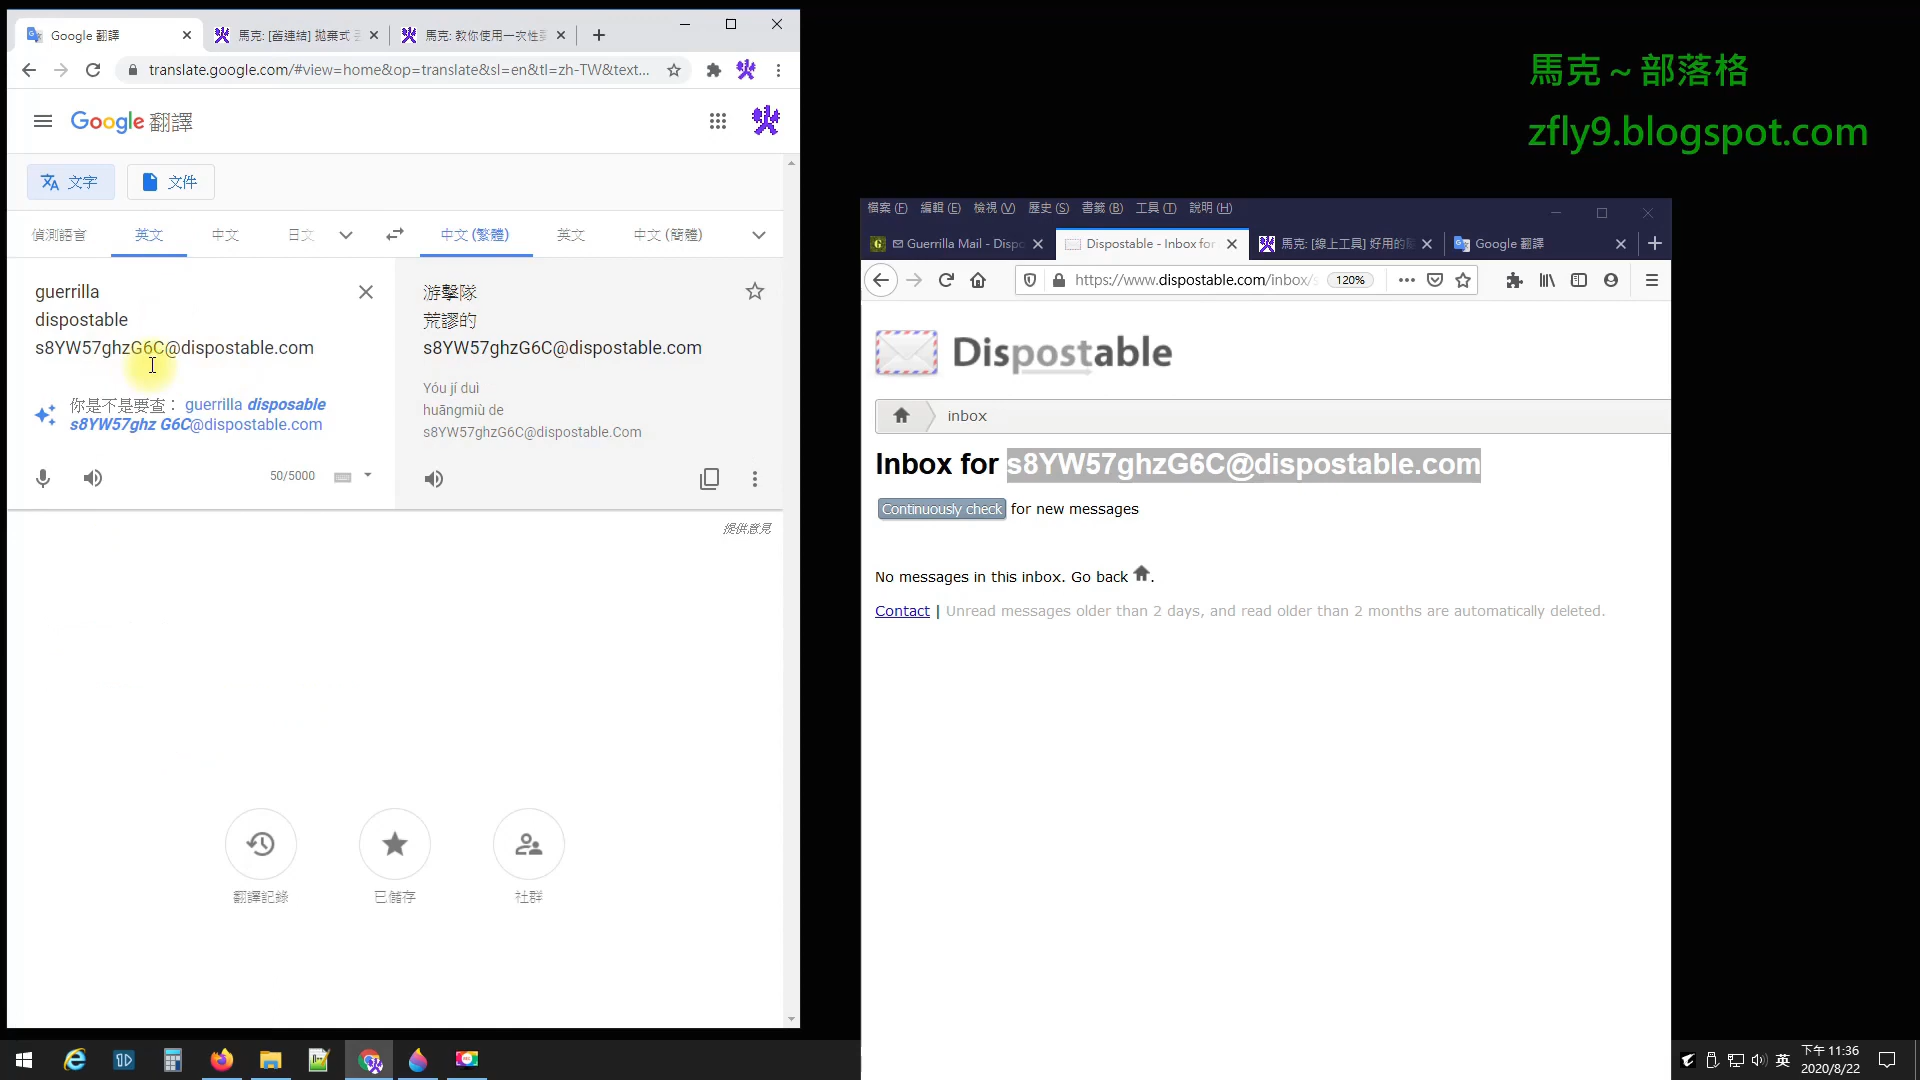 Google 翻譯
馬克: [舊連結] 拋棄式
馬克: 教你使用一次性
translate.google.com/#view=home&op=translate&sl=en&tl=zh-TW&text...
Google 翻譯
文字
文件
偵測語言
英文
中文
日文
中文 (繁體)
英文
中文 (簡體)
guerrilla
dispostable
s8YW57ghzG6C@dispostable.com
你是不是要查： guerrilla disposable
s8YW57ghz G6C@dispostable.com
50/5000
游擊隊
荒謬的
s8YW57ghzG6C@dispostable.com
Yóu jí duì
huāngmiù de
s8YW57ghzG6C@dispostable.Com
提供意見
翻譯記錄
已儲存
社群
馬克～部落格
zfly9.blogspot.com
檔案 (F) 編輯 (E) 檢視 (V) 歷史 (S) 書籤 (B) 工具 (T) 說明 (H)
Guerrilla Mail - Dispo
Dispostable - Inbox for
馬克: [線上工具] 好用的
Google 翻譯
https://www.dispostable.com/inbox/s
120%
Dispostable
inbox
Inbox for s8YW57ghzG6C@dispostable.com
Continuously check for new messages
No messages in this inbox. Go back .
Contact | Unread messages older than 2 days, and read older than 2 months are automatically deleted.
英
下午 11:36
2020/8/22